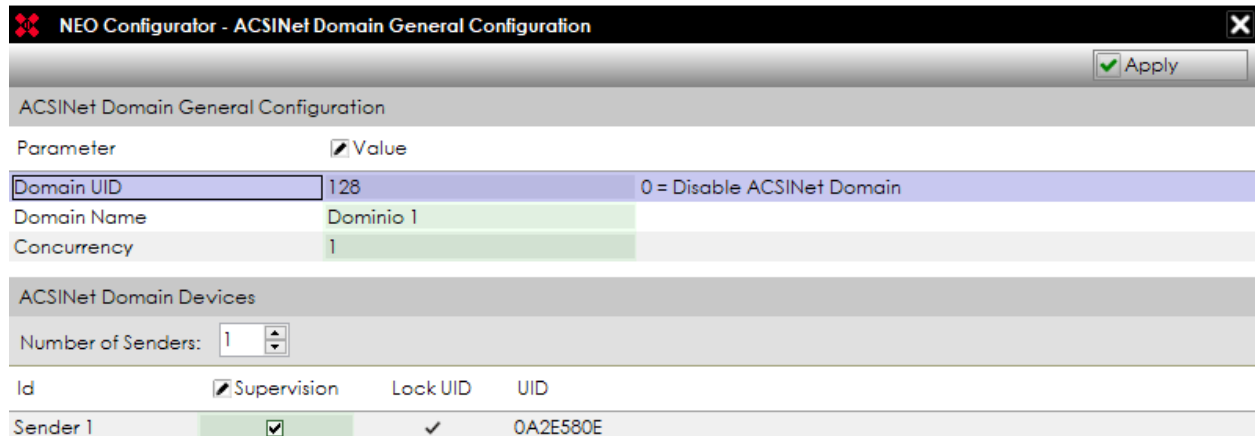 NEO Configurator - ACSINet Domain General Configuration
Apply
ACSINet Domain General Configuration
Parameter Value
Domain UID 128 0 = Disable ACSINet Domain
Domain Name Dominio 1
Concurrency 1
ACSINet Domain Devices
Number of Senders: 1
Id Supervision Lock UID UID
Sender 1 0A2E580E